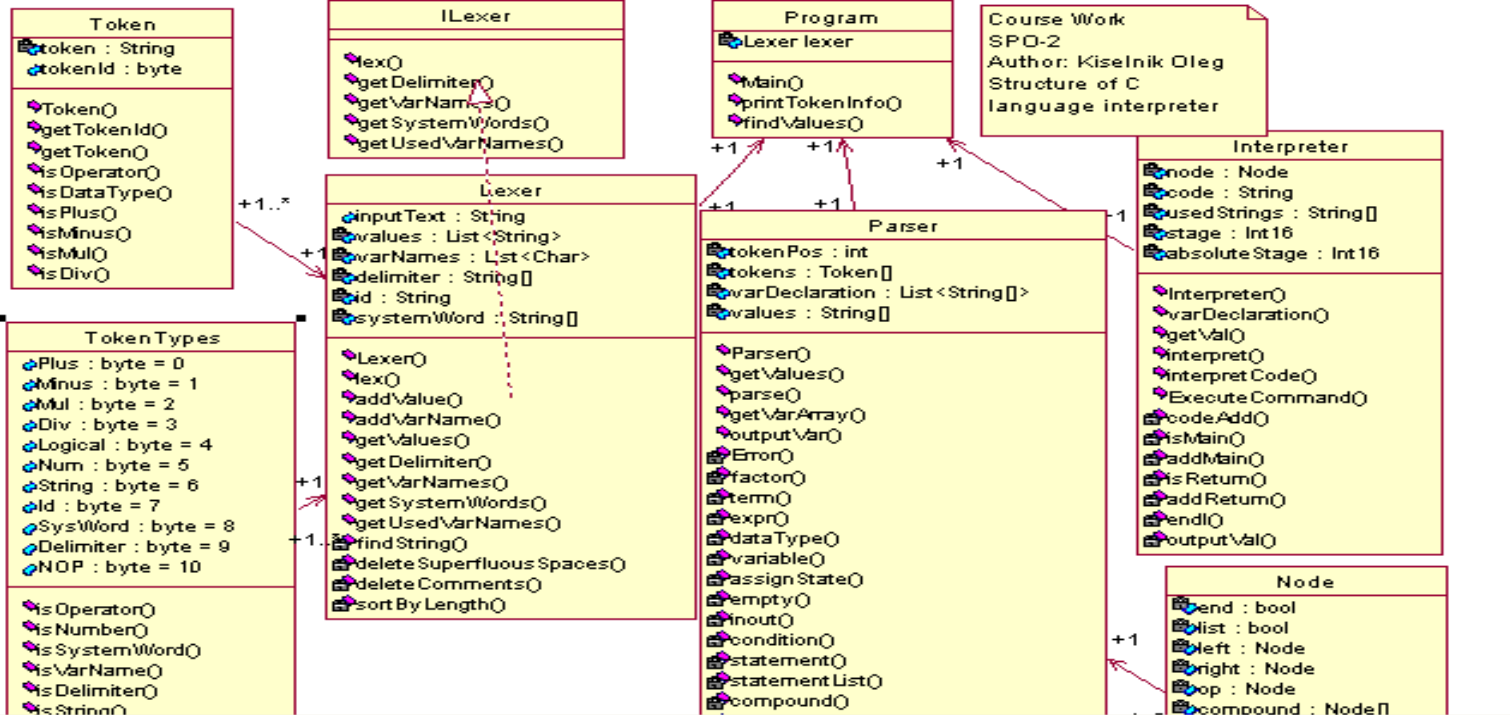 Token
token : String
tokenId : byte
Token()
getTokenId()
getToken()
isOperator()
isDataType()
isPlus()
isMinus()
isMul()
isDiv()
TokenTypes
Plus : byte = 0
Minus : byte = 1
Mul : byte = 2
Div : byte = 3
Logical : byte = 4
Num : byte = 5
String : byte = 6
Id : byte = 7
SysWord : byte = 8
Delimiter : byte = 9
NOP : byte = 10
isOperator()
isNumber()
isSystemWord()
isVarName()
isDelimiter()
isString()
+1..*
+1
+1
+1..
ILexer
lex()
getDelimiter()
getVarNames()
getSystemWords()
getUsedVarNames()
Lexer
inputText : String
values : List<String>
varNames : List<Char>
delimiter : String[]
id : String
systemWord : String[]
Lexer()
lex()
addValue()
addVarName()
getValues()
getDelimiter()
getVarNames()
getSystemWords()
getUsedVarNames()
findString()
deleteSuperfluousSpaces()
deleteComments()
sortByLength()
Program
Lexer lexer
Main()
printTokenInfo()
findValues()
+1
+1
+1
+1
+1
-1
Parser
tokenPos : int
tokens : Token[]
varDeclaration : List<String[]>
values : String[]
Parser()
getValues()
parse()
getVarArray()
outputVar()
Error()
factor()
term()
expr()
dataType()
variable()
assignState()
empty()
inout()
condition()
statement()
statementList()
compound()
Course Work
SPO-2
Author: Kiselnik Oleg
Structure of C
language interpreter
Interpreter
node : Node
code : String
usedStrings : String[]
stage : Int16
absoluteStage : Int16
Interpreter()
varDeclaration()
getVal()
interpret()
interpretCode()
ExecuteCommand()
codeAdd()
isMain()
addMain()
isReturn()
addReturn()
endl()
outputVal()
+1
Node
end : bool
list : bool
left : Node
right : Node
op : Node
compound : Node[]